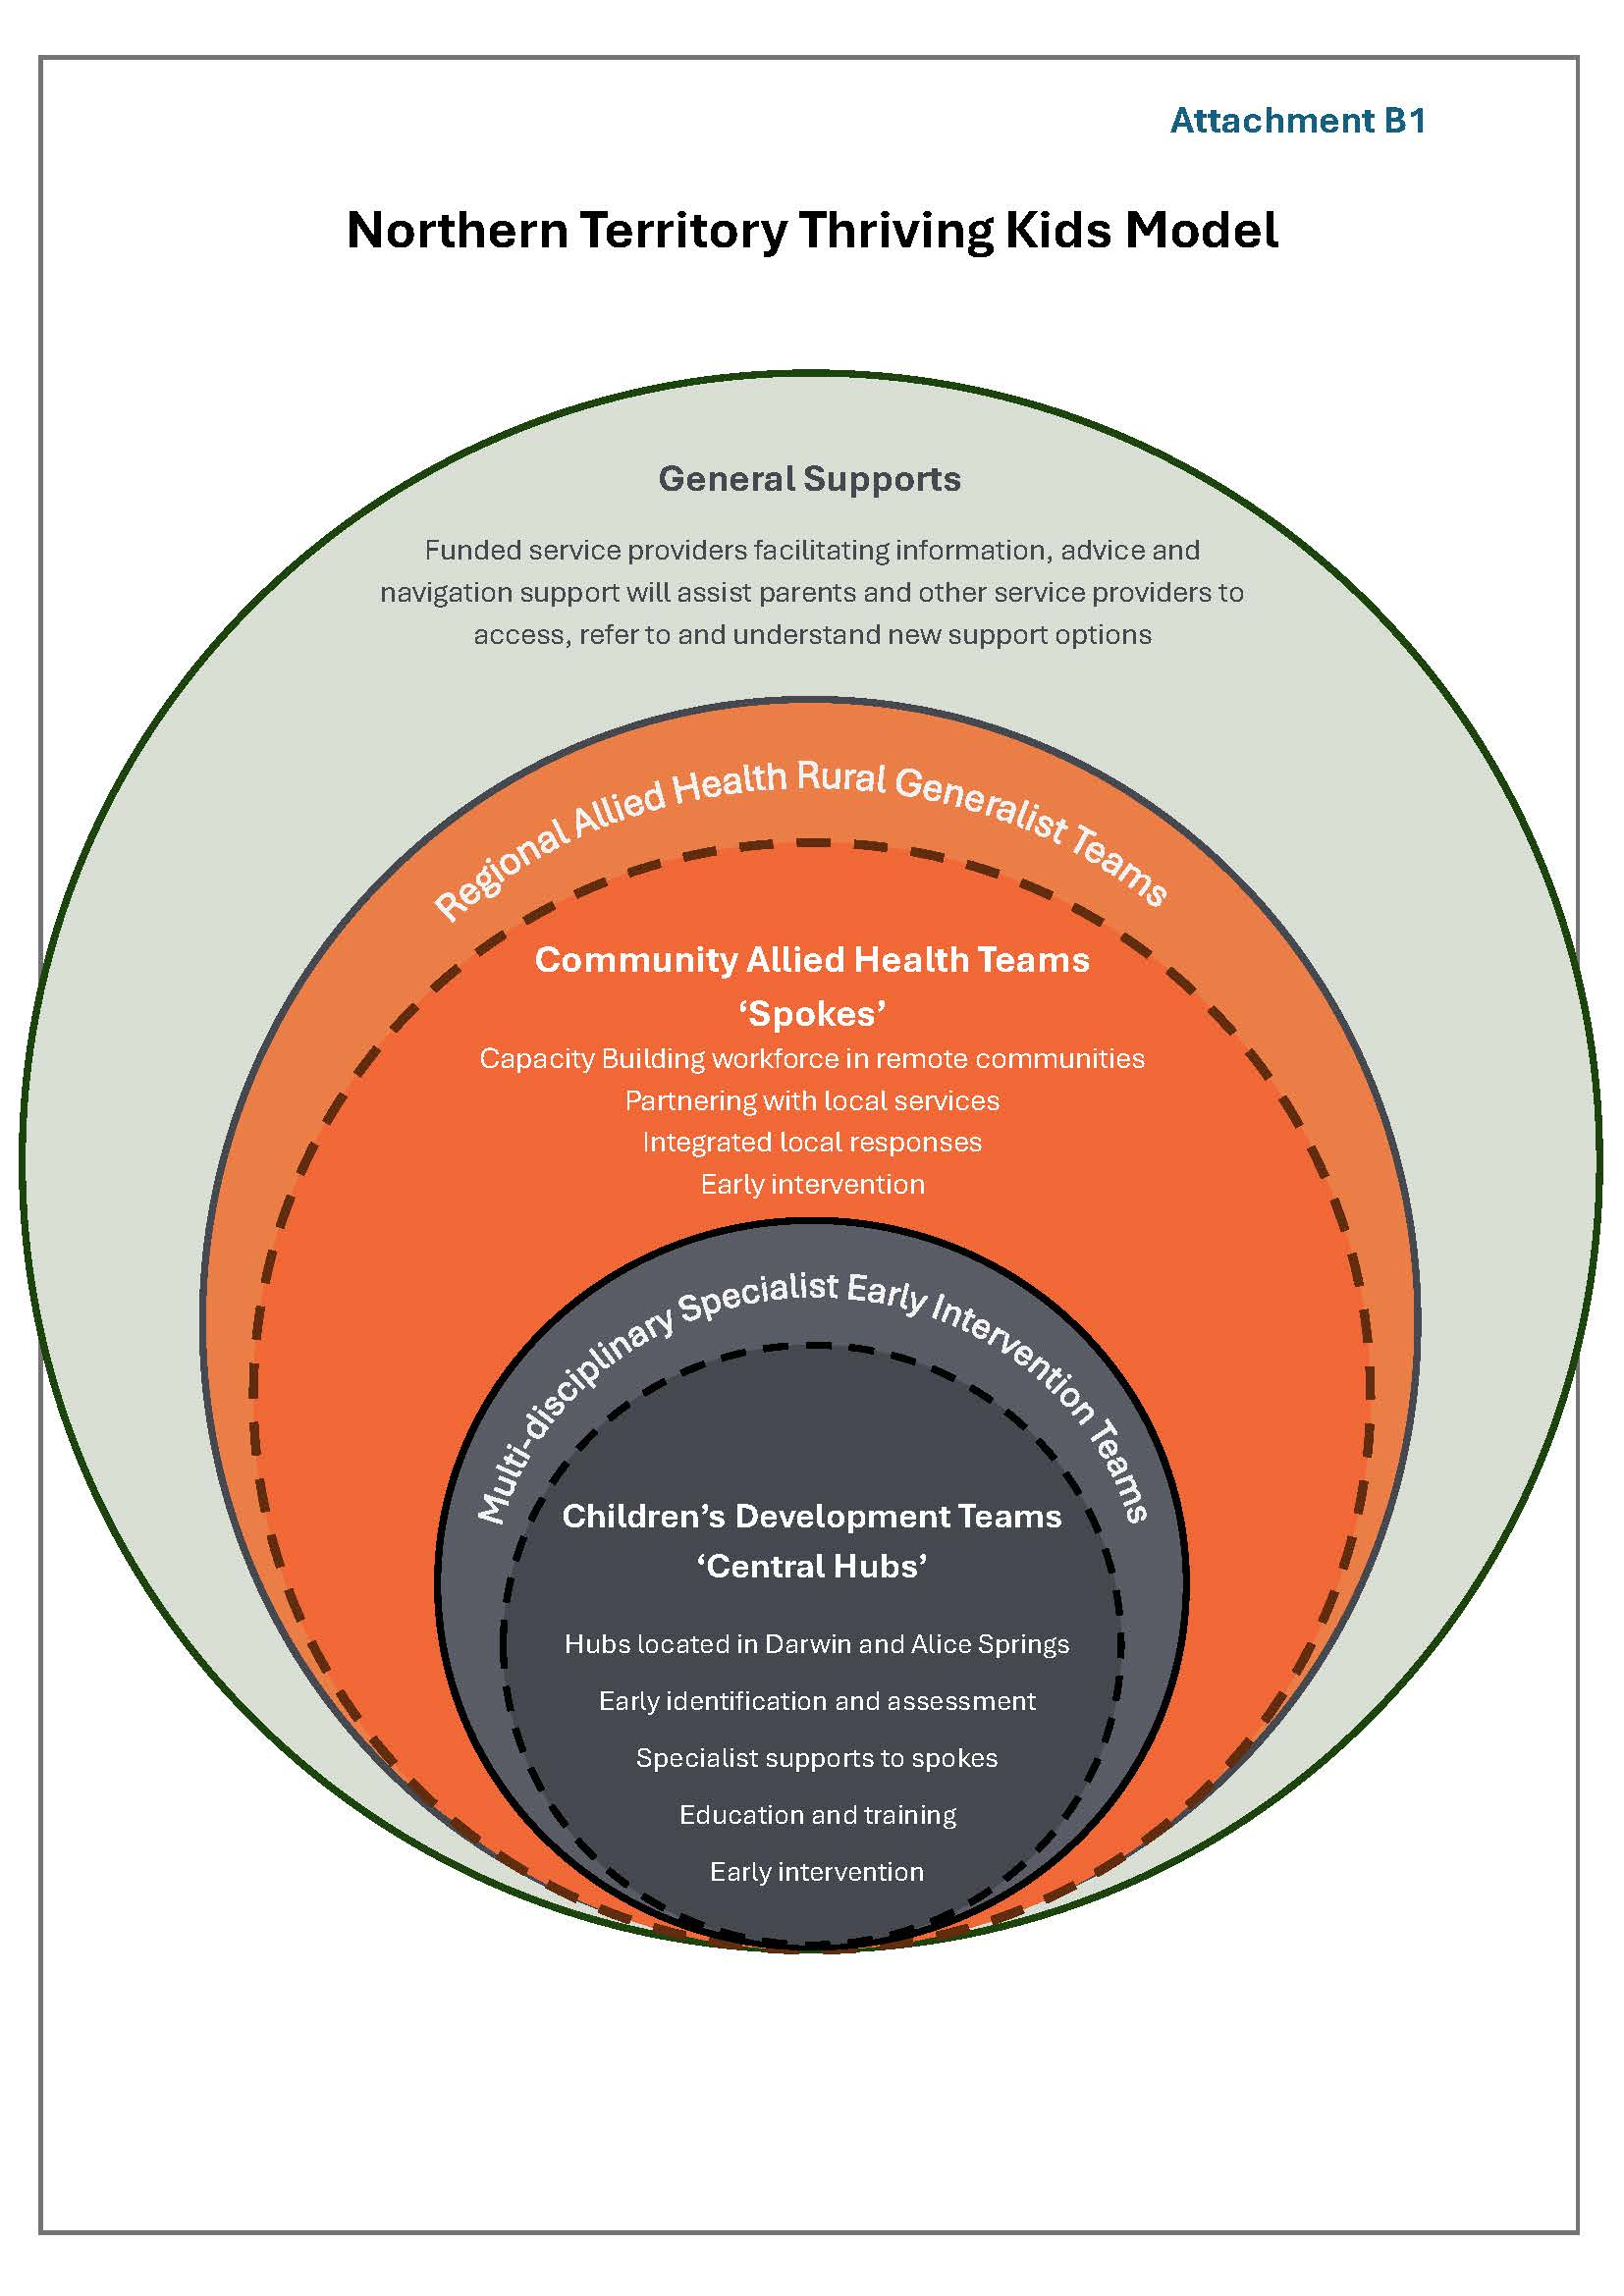 Attachment B1
Northern Territory Thriving Kids Model
General Supports
Funded service providers facilitating information, advice and
navigation support will assist parents and other service providers to
access, refer to and understand new support options
Regional Allied Health Rural Generalist Teams
Community Allied Health Teams
‘Spokes’
Capacity Building workforce in remote communities
Partnering with local services
Integrated local responses
Early intervention
Multi-disciplinary Specialist Early Intervention Teams
Children’s Development Teams
‘Central Hubs’
Hubs located in Darwin and Alice Springs
Early identification and assessment
Specialist supports to spokes
Education and training
Early intervention